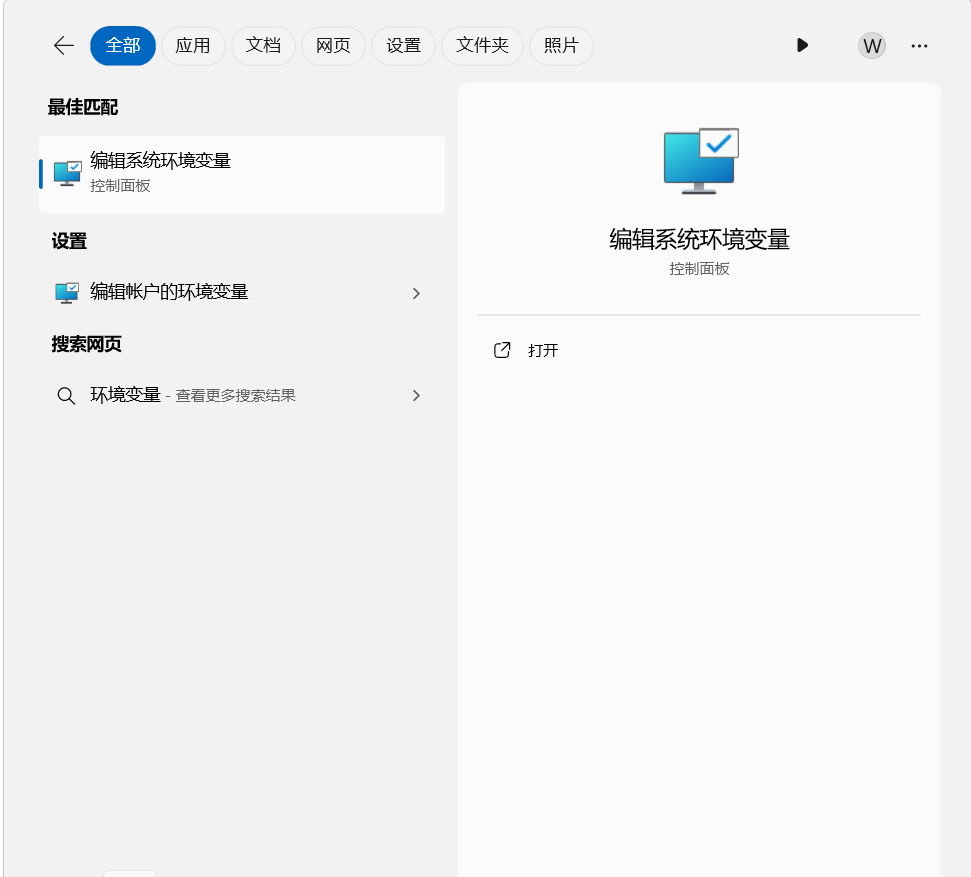 全部 应用 文档 网页 设置 文件夹 照片 W
最佳匹配
编辑系统环境变量
控制面板
设置
编辑帐户的环境变量
搜索网页
环境变量 - 查看更多搜索结果
编辑系统环境变量
控制面板
打开